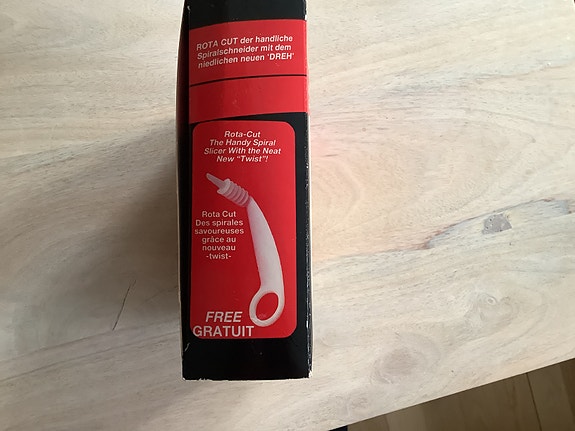 ROTA CUT der handliche
Spiralschneider mit dem
niedlichen neuen 'DREH'
Rota-Cut
The Handy Spiral
Slicer With the Neat
New "Twist"!
Rota Cut
Des spirales
savoureuses
grâce au
nouveau
-twist-
FREE
GRATUIT